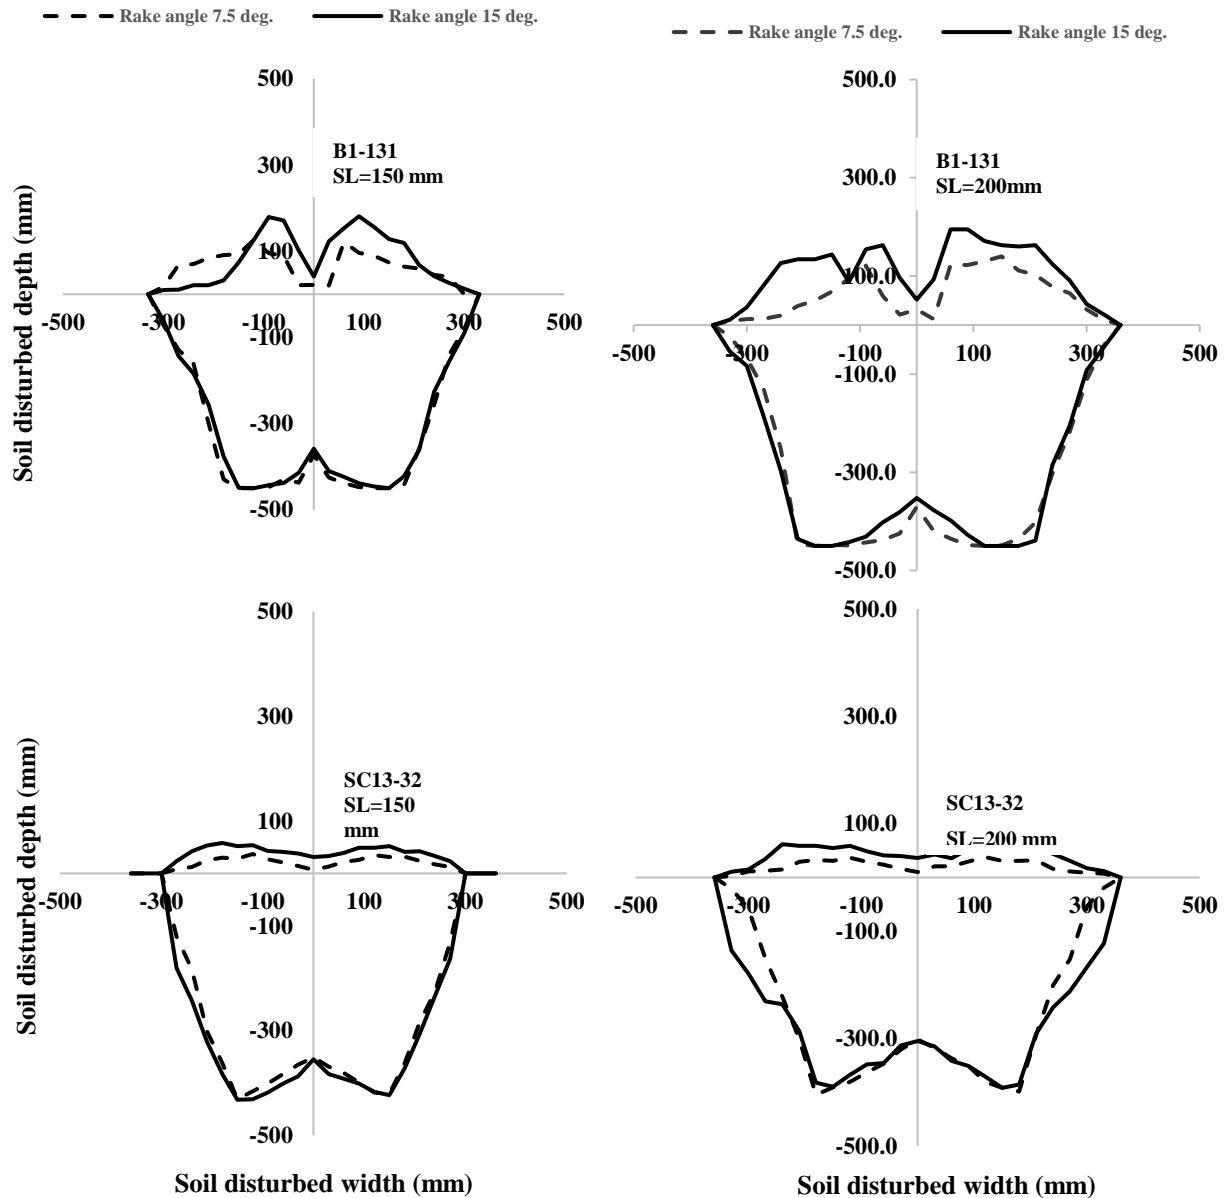 Rake angle 7.5 deg. Rake angle 15 deg.
Rake angle 7.5 deg. Rake angle 15 deg.
Soil disturbed depth (mm)
500
300
100
-100
-300
-500
-500 -300 -100 100 300 500
B1-131
SL=150 mm
500.0
300.0
100.0
-100.0
-300.0
-500.0
-500 -300 -100 100 300 500
B1-131
SL=200mm
Soil disturbed depth (mm)
500
300
100
-100
-300
-500
-500 -300 -100 100 300 500
SC13-32
SL=150
mm
Soil disturbed width (mm)
500.0
300.0
100.0
-100.0
-300.0
-500.0
-500 -300 -100 100 300 500
SC13-32
SL=200 mm
Soil disturbed width (mm)